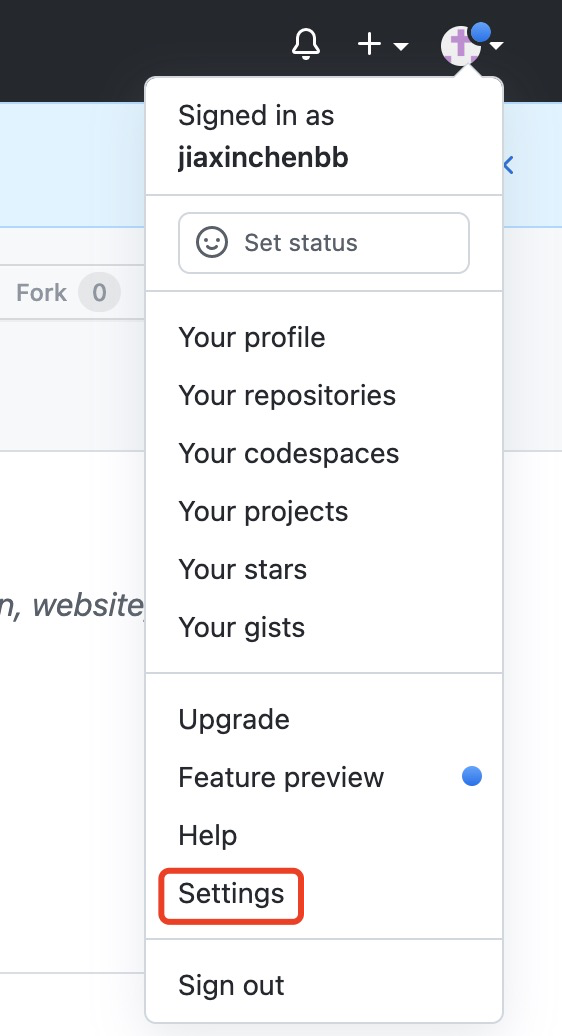 Signed in as
jiaxinchenbb
Set status
Fork 0
Your profile
Your repositories
Your codespaces
Your projects
Your stars
n, website,
Your gists
Upgrade
Feature preview
Help
Settings
Sign out